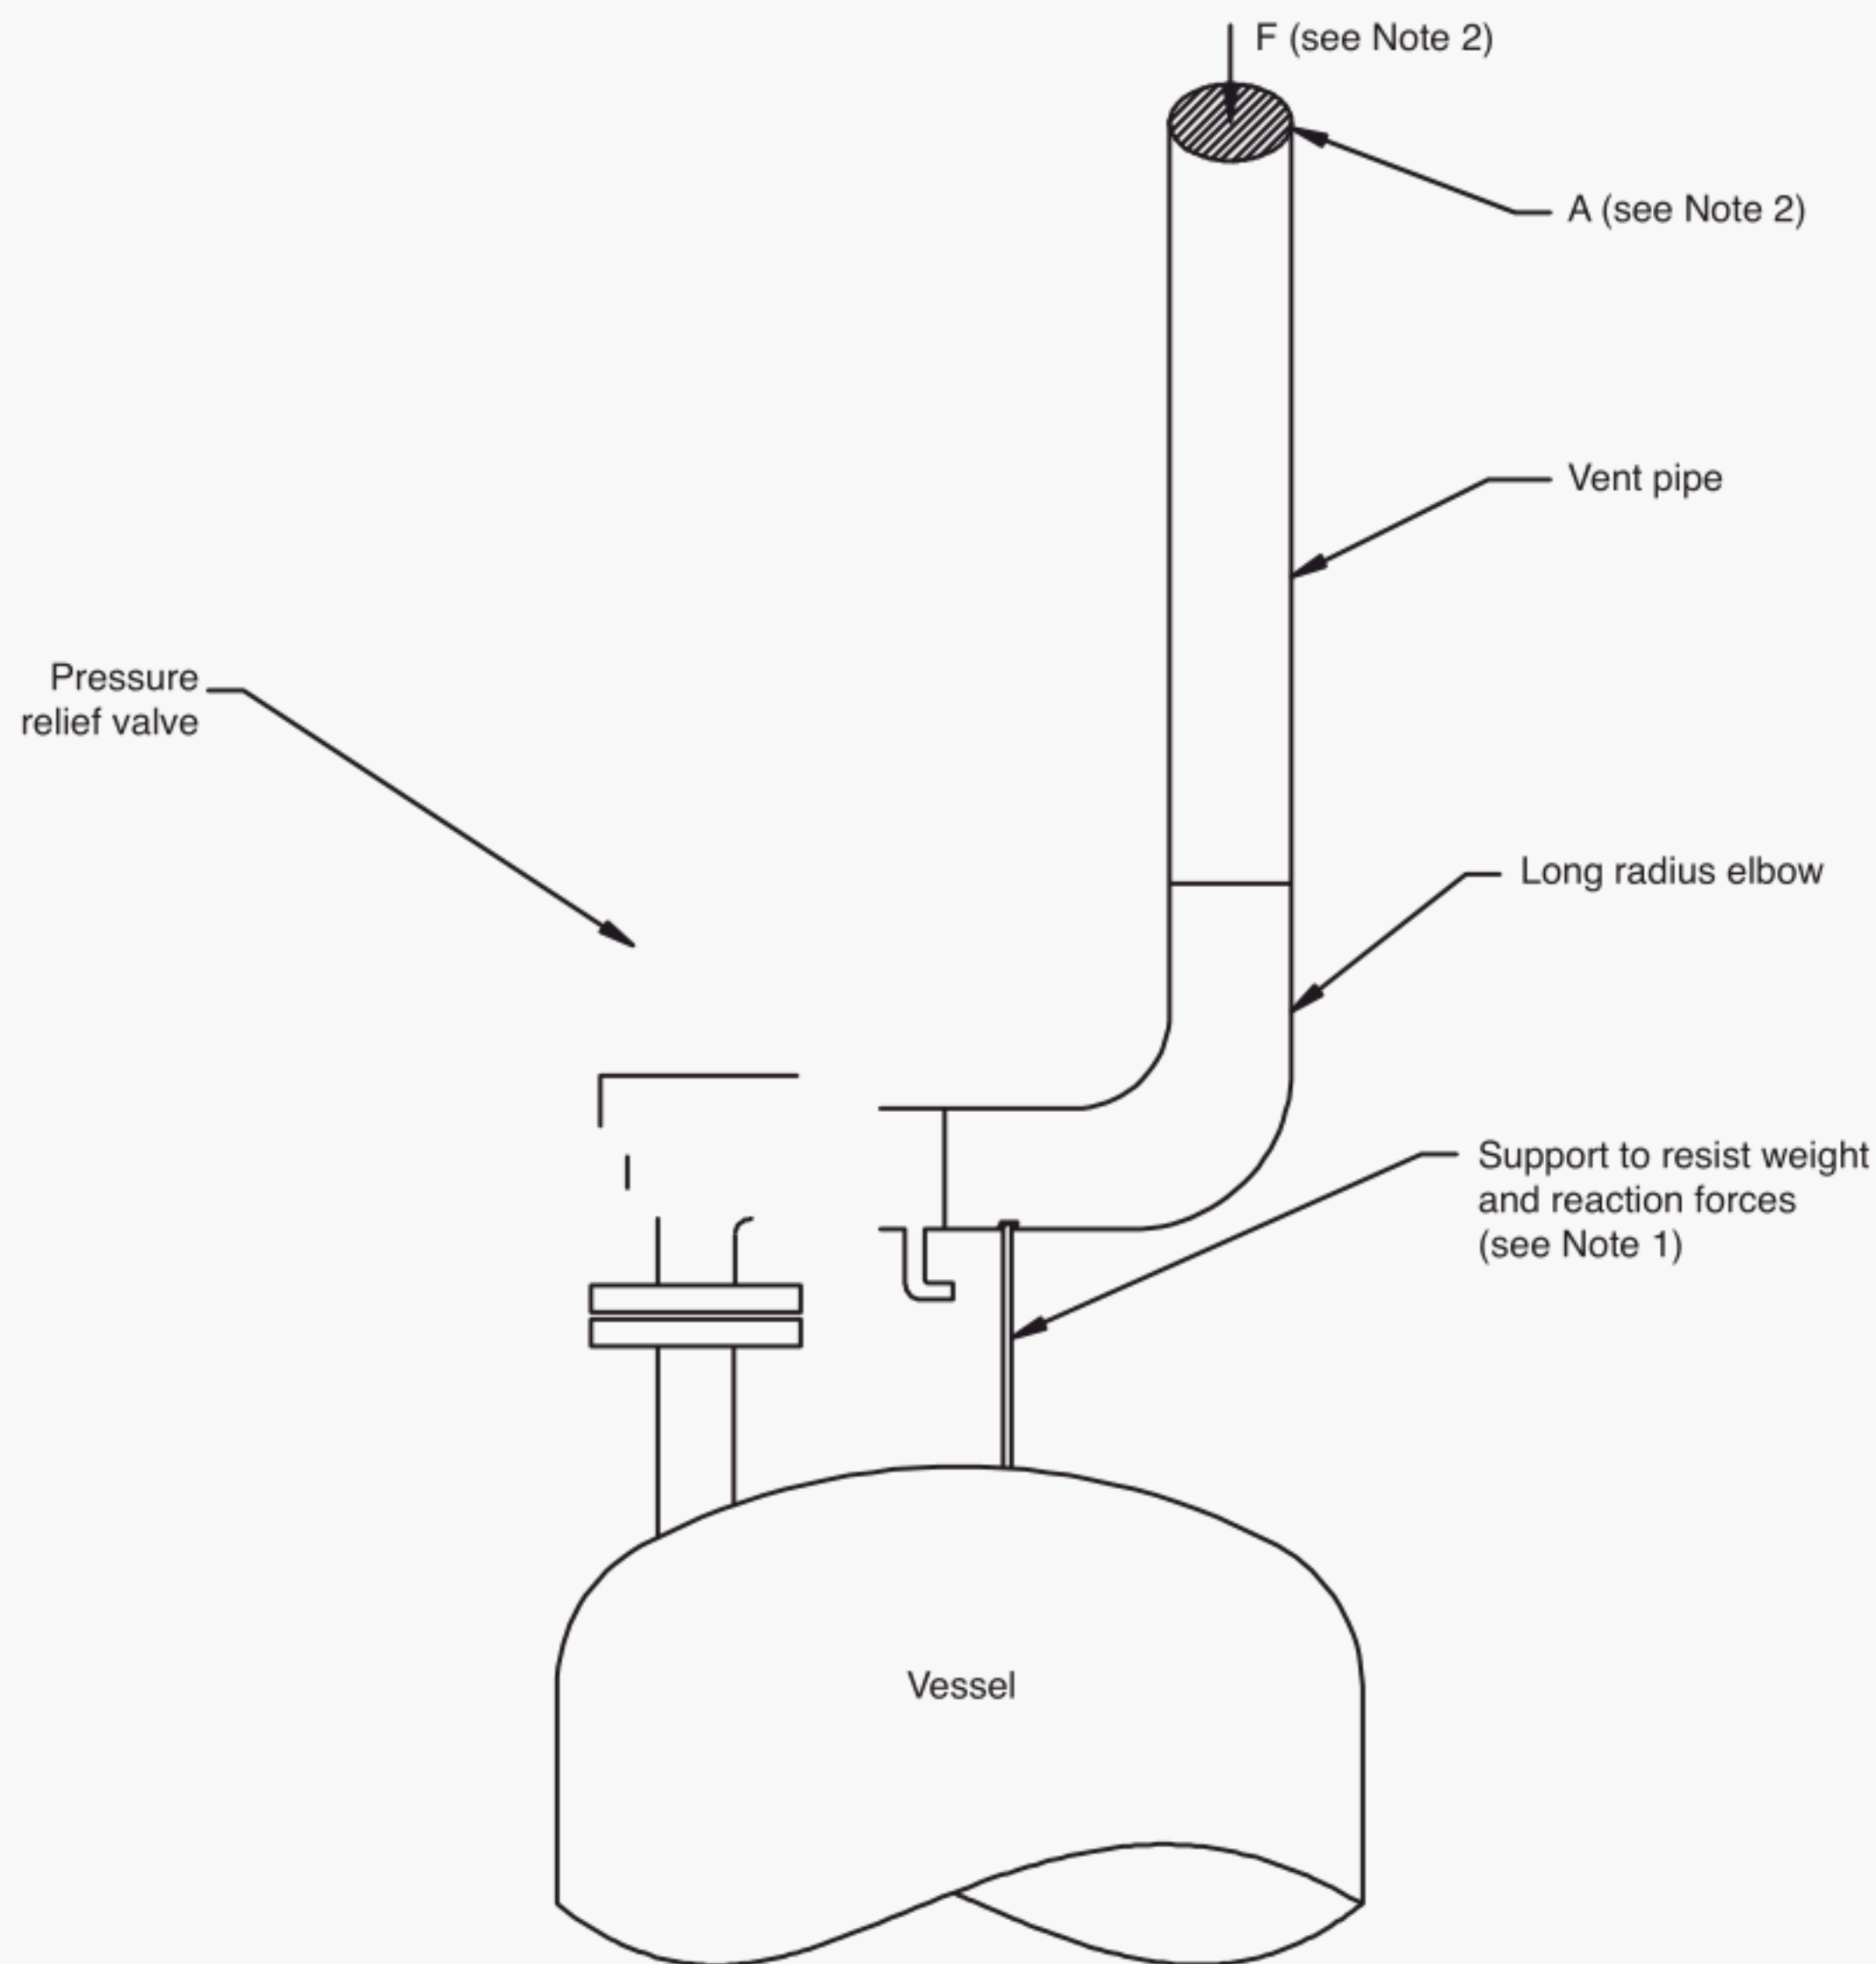 F (see Note 2)
A (see Note 2)
Vent pipe
Pressure
relief valve
Long radius elbow
Support to resist weight
and reaction forces
(see Note 1)
Vessel